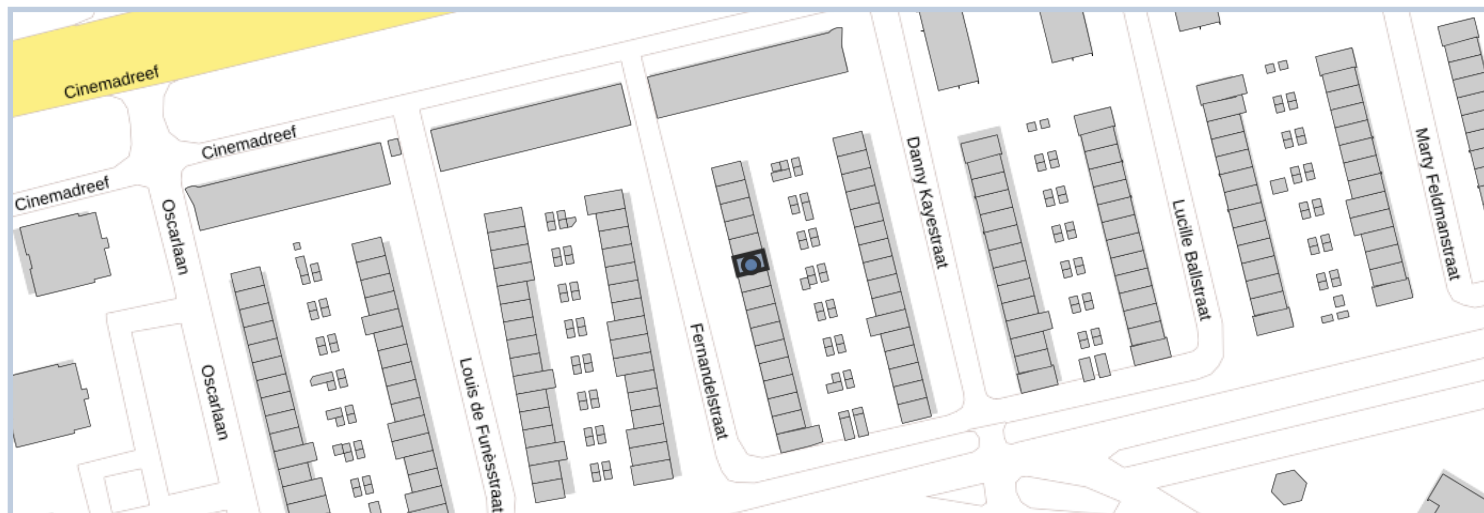 Cinemadreef
Cinemadreef
Cinemadreef
Oscarlaan
Oscarlaan
Louis de Funèsstraat
Fernandelstraat
Danny Kayestraat
Lucille Ballstraat
Marty Feldmanstraat